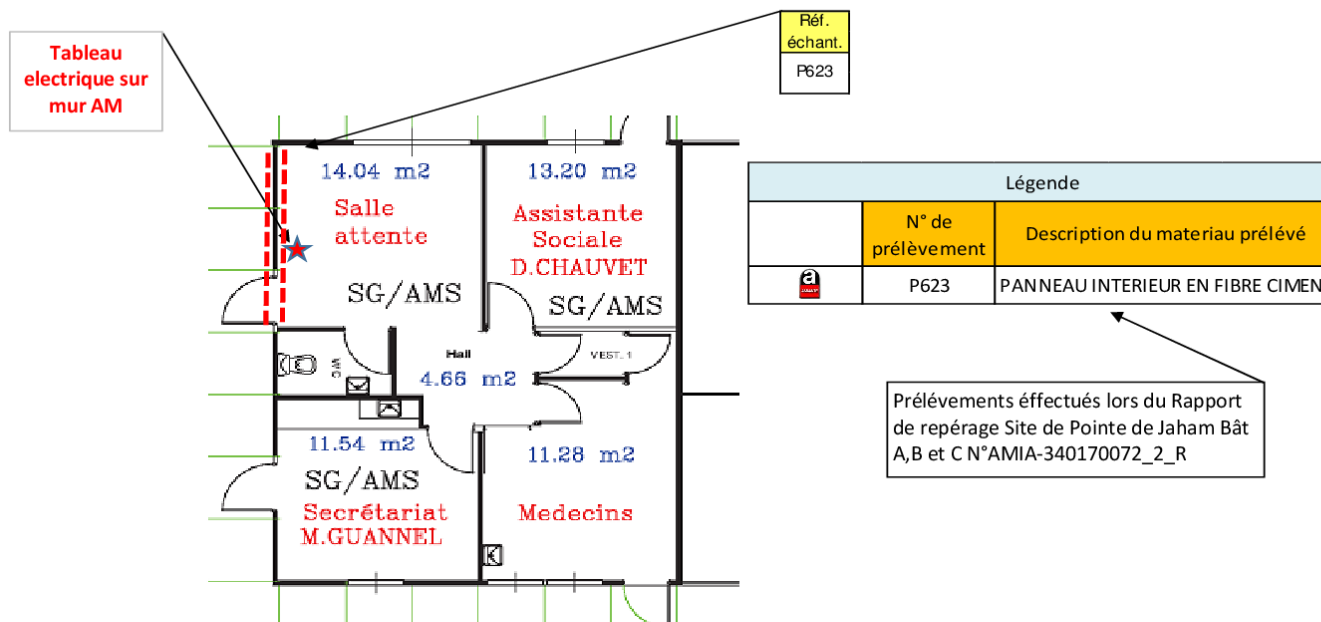 Tableau
electrique sur
mur AM
Réf.
échant.
P623
14.04 m2
13.20 m2
Salle
attente
Assistante
Sociale
D.CHAUVET
SG/AMS
SG/AMS
Hall
4.66 m2
VEST. 1
WC
11.54 m2
SG/AMS
Secrétariat
M.GUANNEL
11.28 m2
Medecins
Légende
N° de
prélèvement
Description du materiau prélévé
a
P623
PANNEAU INTERIEUR EN FIBRE CIMEN
Prélévements éffectués lors du Rapport
de repérage Site de Pointe de Jaham Bât
A,B et C N°AMIA-340170072_2_R